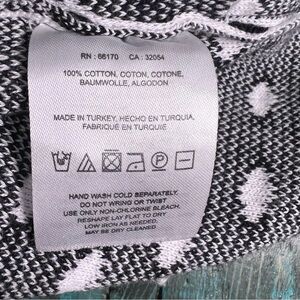 RN : 66170 CA : 32054
100% COTTON, COTON, COTONE,
BAUMWOLLE, ALGODON
MADE IN TURKEY, HECHO EN TURQUIA,
FABRIQUE EN TURQUIE
P
HAND WASH COLD SEPARATELY.
DO NOT WRING OR TWIST
USE ONLY NON-CHLORINE BLEACH.
RESHAPE LAY FLAT TO DRY
LOW IRON AS NEEDED.
MAY BE DRY CLEANED